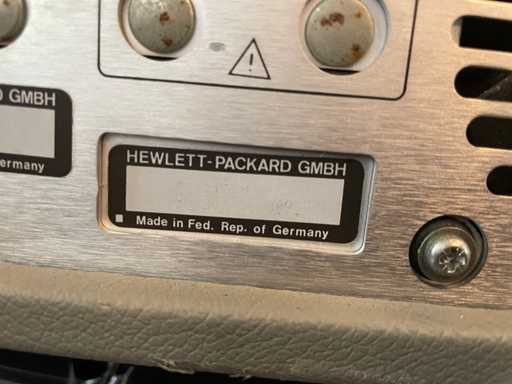 GMBH
ermany
HEWLETT-PACKARD GMBH
Made in Fed. Rep. of Germany